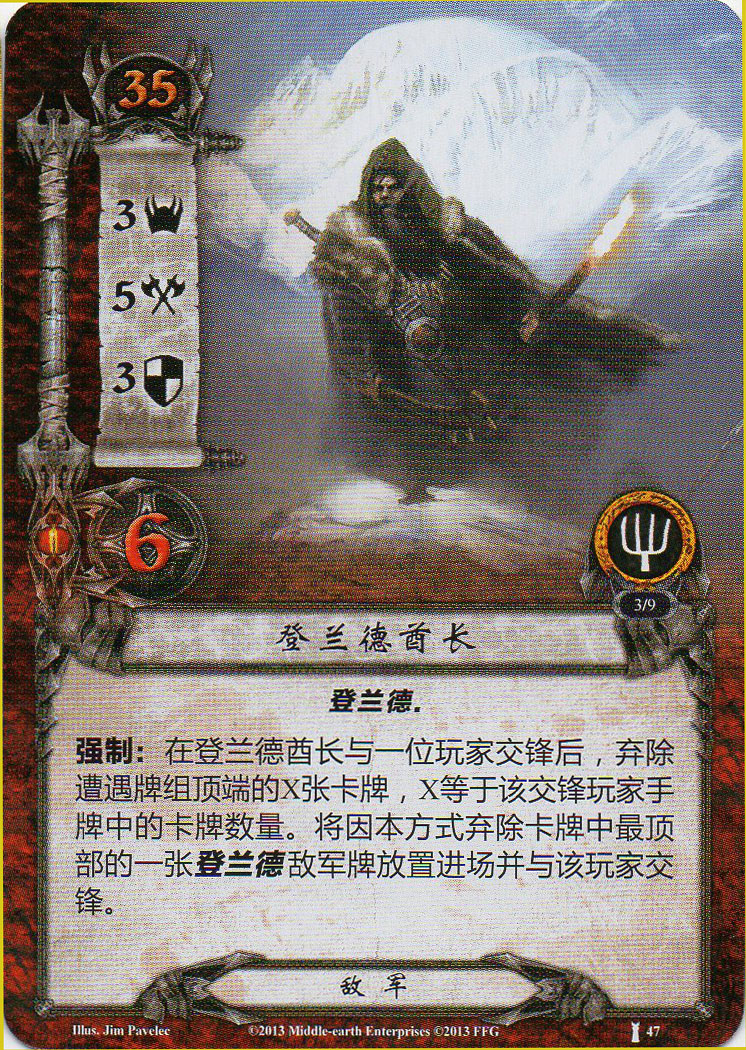 35
3
5
3
6
3/9
登兰德酋长
登兰德.
强制：在登兰德酋长与一位玩家交锋后，弃除
遭遇牌组顶端的X张卡牌，X等于该交锋玩家手
牌中的卡牌数量。将因本方式弃除卡牌中最顶
部的一张登兰德敌军牌放置进场并与该玩家交
锋。
敌军
Illus. Jim Pavelec
©2013 Middle-earth Enterprises ©2013 FFG
47